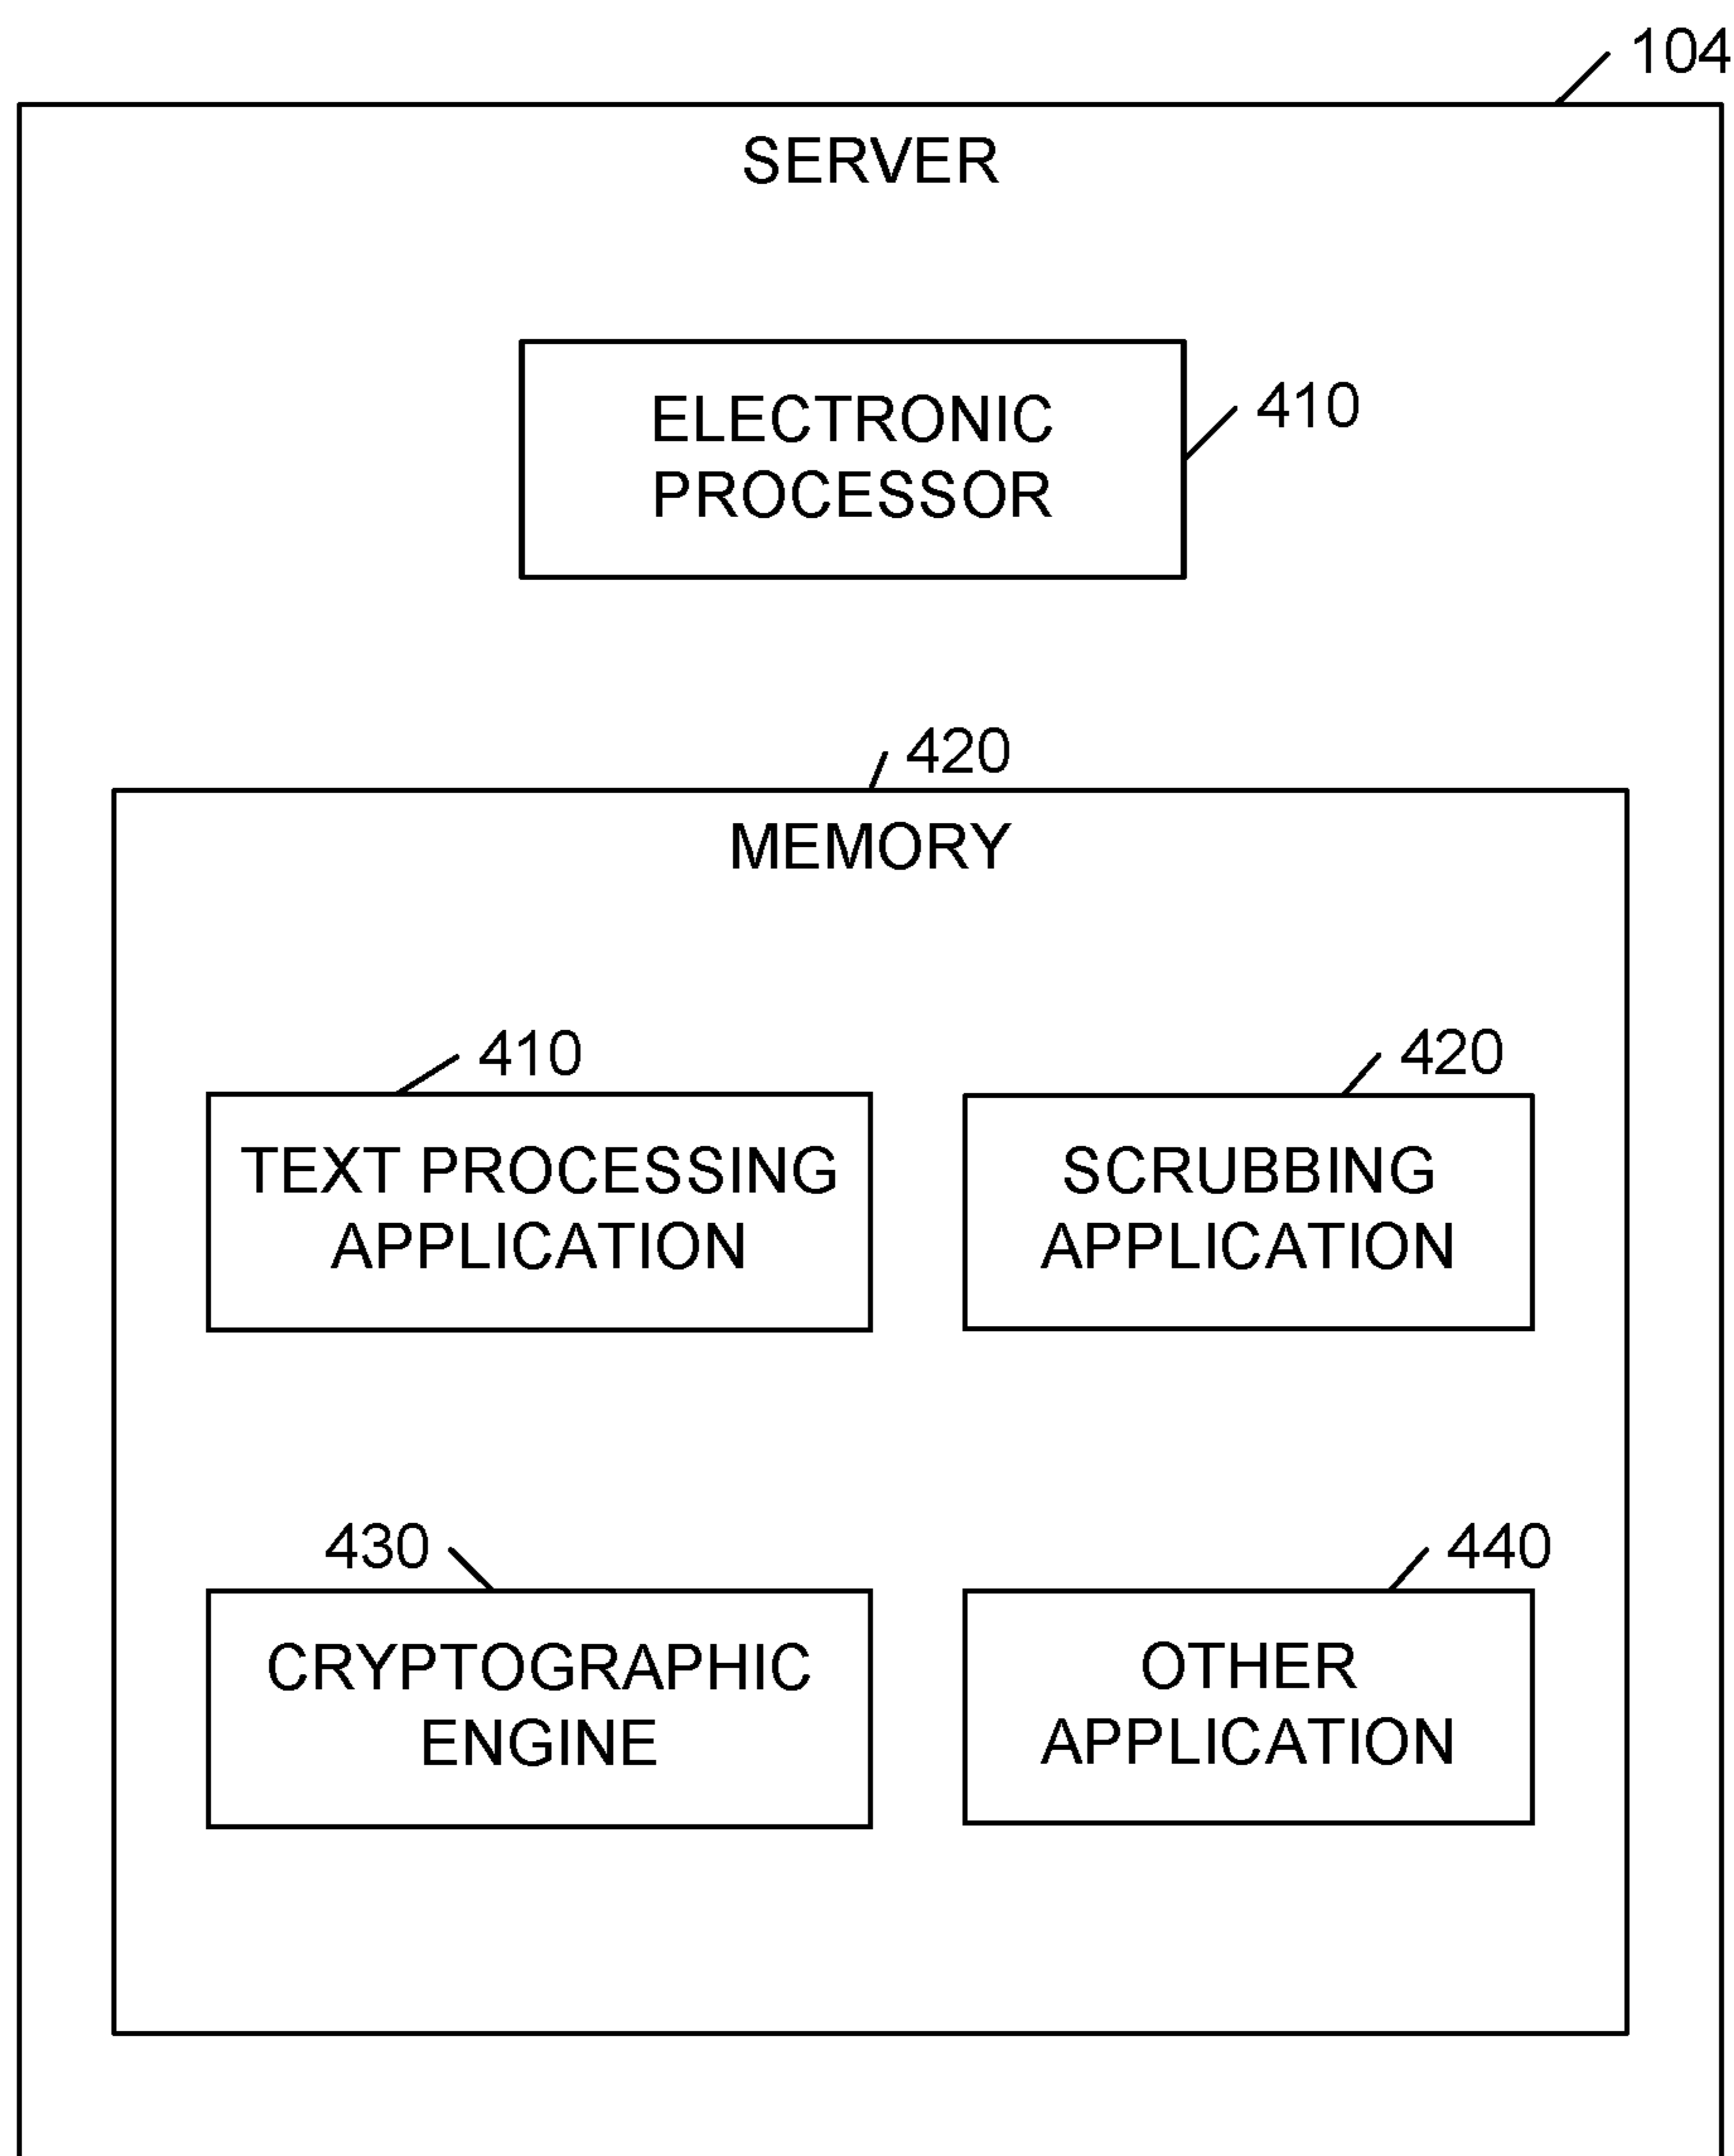 104
SERVER
ELECTRONIC
PROCESSOR
410
420
MEMORY
410
TEXT PROCESSING
APPLICATION
420
SCRUBBING
APPLICATION
430
CRYPTOGRAPHIC
ENGINE
440
OTHER
APPLICATION